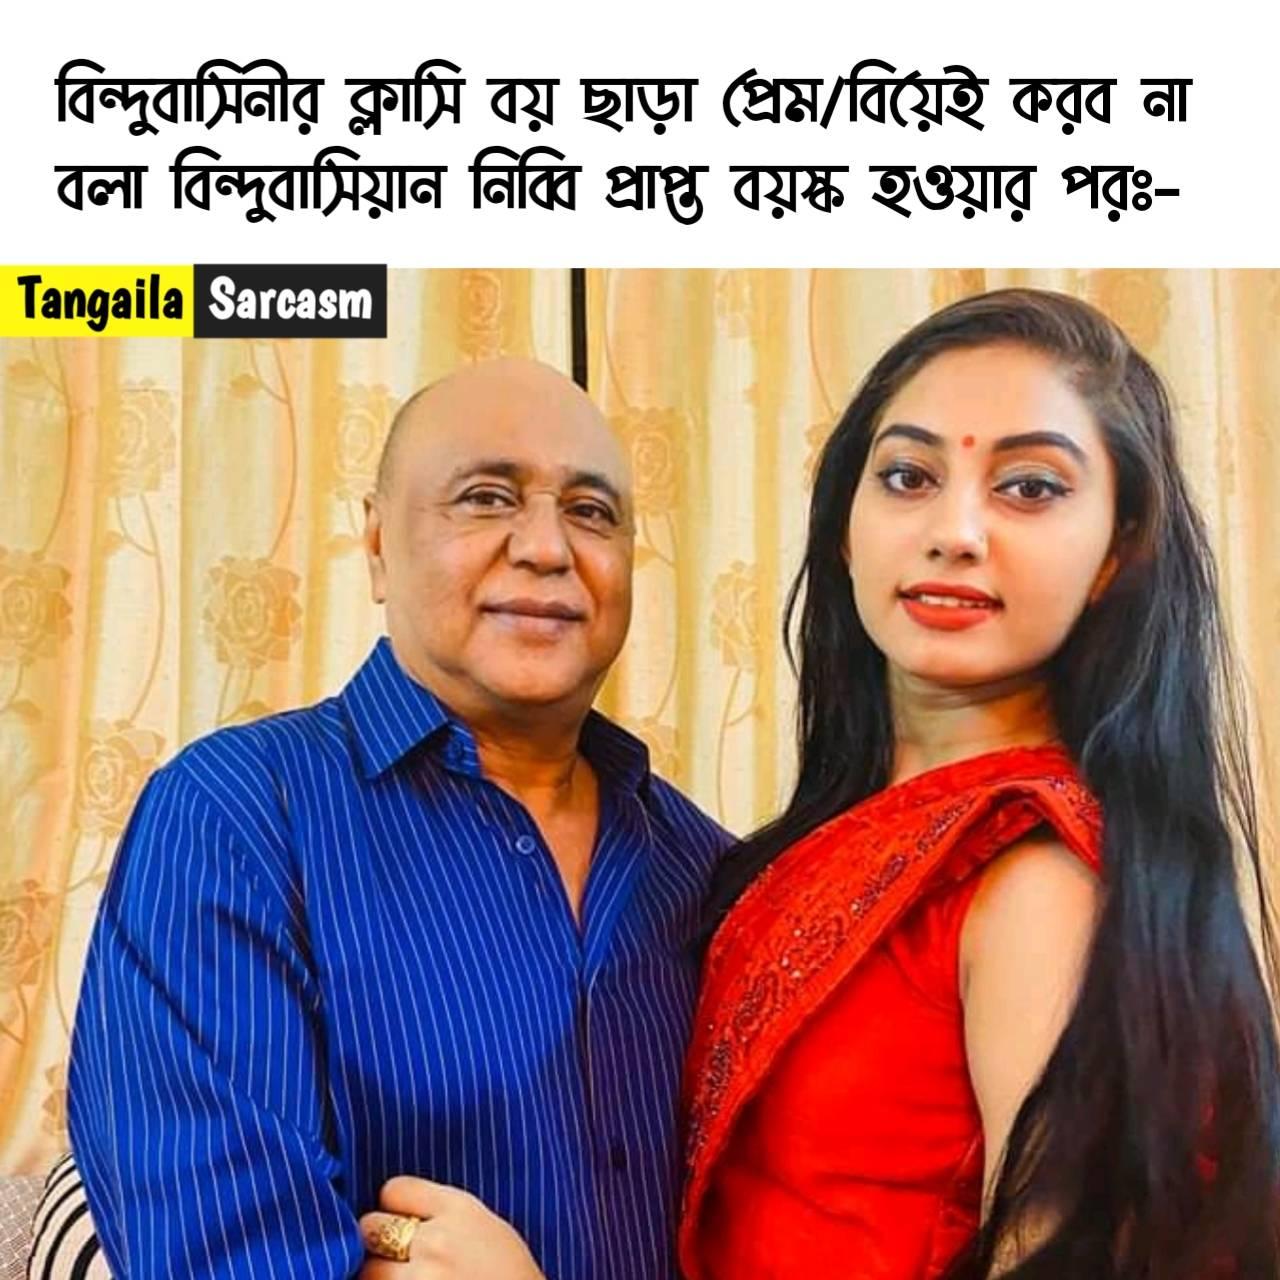 বিন্দুবাসিনীর ক্লাসি বয় ছাড়া প্রেম/বিয়েই করব না
বলা বিন্দুবাসিয়ান নিব্বি প্রাপ্ত বয়স্ক হওয়ার পরঃ-
Tangaila Sarcasm